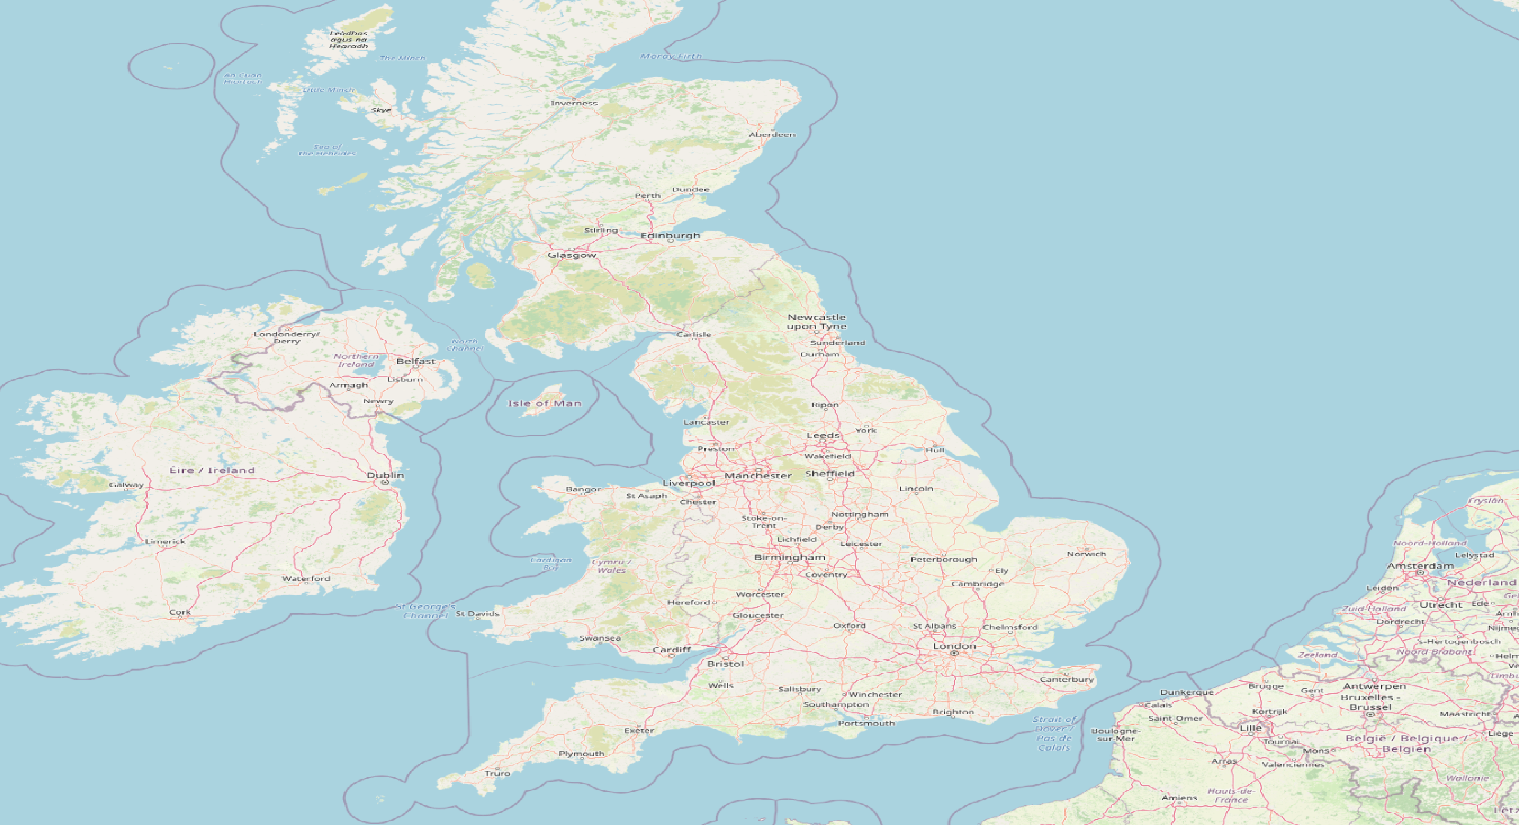 Leòdhas
agus na
Hearadh
The Minch
Moray Firth
An Cuan
Little Minch
Skye
Inverness
Aberdeen
Sea of
the Hebrides
Perth
Dundee
Stirling
Edinburgh
Glasgow
Newcastle
upon Tyne
Londonderry/
Derry
Carlisle
Sunderland
North
Channel
Durham
Northern
Ireland
Belfast
Armagh
Lisburn
Newry
Isle of Man
Ripon
Lancaster
York
Leeds
Preston
Hull
Wakefield
Éire / Ireland
Dublin
Manchester
Sheffield
Galway
Liverpool
Bangor
St Asaph
Chester
Lincoln
Kryslân
Stoke-on-
Trent
Nottingham
Derby
Limerick
Lichfield
Leicester
Noord-Holland
Norwich
Lelystad
Birmingham
Peterborough
Cardigan
Cymru/
Wales
Amsterdam
Coventry
Ely
Waterford
Cambridge
Nederland
Leiden
Worcester
Hereford
Utrecht
Ede
St George's
Channel
Zuid-Holland
Cork
St Davids
Gloucester
Dordrecht
Oxford
St Albans
Chelmsford
Nijme
Swansea
's-Hertogenbosch
Cardiff
London
Noord-Brabant
Zeeland
Bristol
Helm
Canterbury
Wells
Salisbury
Winchester
Dunkerque
Brugge
Gent
Antwerpen
Southampton
Calais
Bruxelles -
Brussel
Brighton
Kortrijk
Maastricht
Portsmouth
Strait of
Dover /
Pas de
Calais
Saint-Omer
Exeter
Boulogne-
sur-Mer
Lille
Liège
Tournai
België / Belgique /
Belgien
Plymouth
Mons
Arras
Valenciennes
Truro
Wallonie
Hauts-de-
France
Amiens